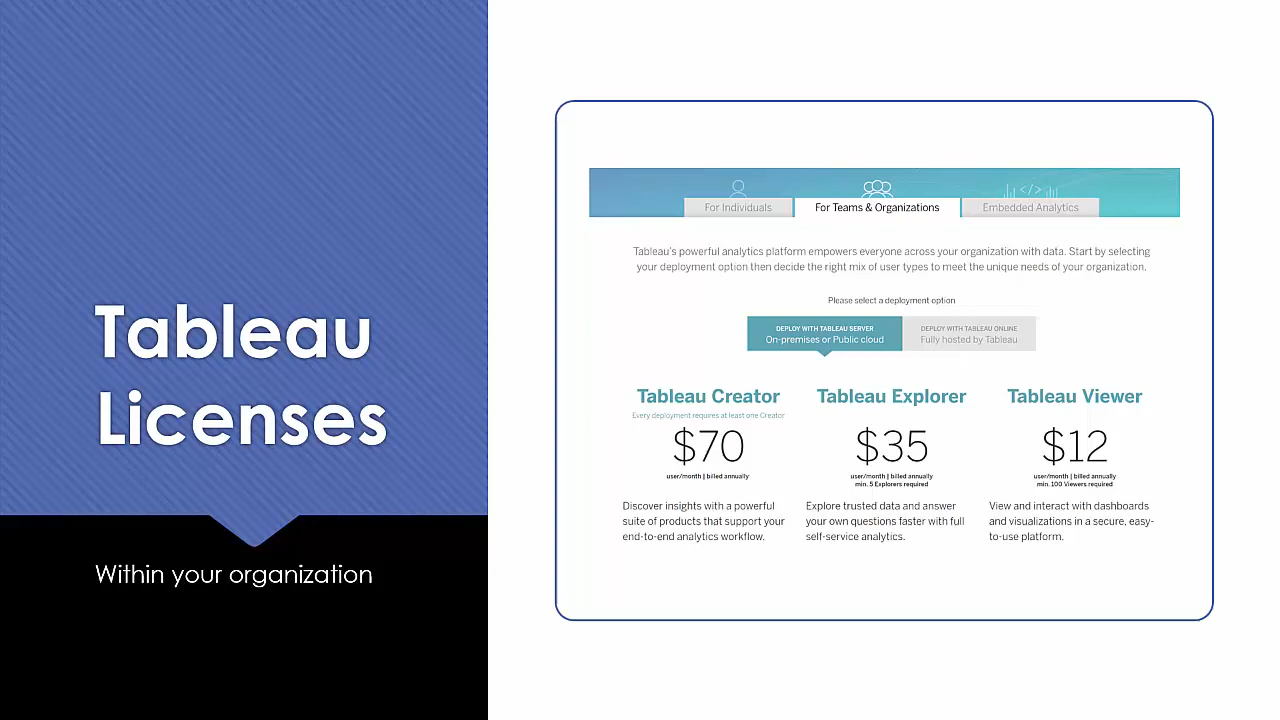 Tableau
Licenses
Within your organization
For Individuals
For Teams & Organizations
</> 
Embedded Analytics
Tableau's powerful analytics platform empowers everyone across your organization with data. Start by selecting
your deployment option then decide the right mix of user types to meet the unique needs of your organization.
Please select a deployment option
DEPLOY WITH TABLEAU SERVER
On-premises or Public cloud
DEPLOY WITH TABLEAU ONLINE
Fully hosted by Tableau
Tableau Creator
Every deployment requires at least one Creator
$70
user/month | billed annually
Discover insights with a powerful
suite of products that support your
end-to-end analytics workflow.
Tableau Explorer
$35
user/month | billed annually
min. 5 Explorers required
Explore trusted data and answer
your own questions faster with full
self-service analytics.
Tableau Viewer
$12
user/month | billed annually
min. 100 Viewers required
View and interact with dashboards
and visualizations in a secure, easy-
to-use platform.